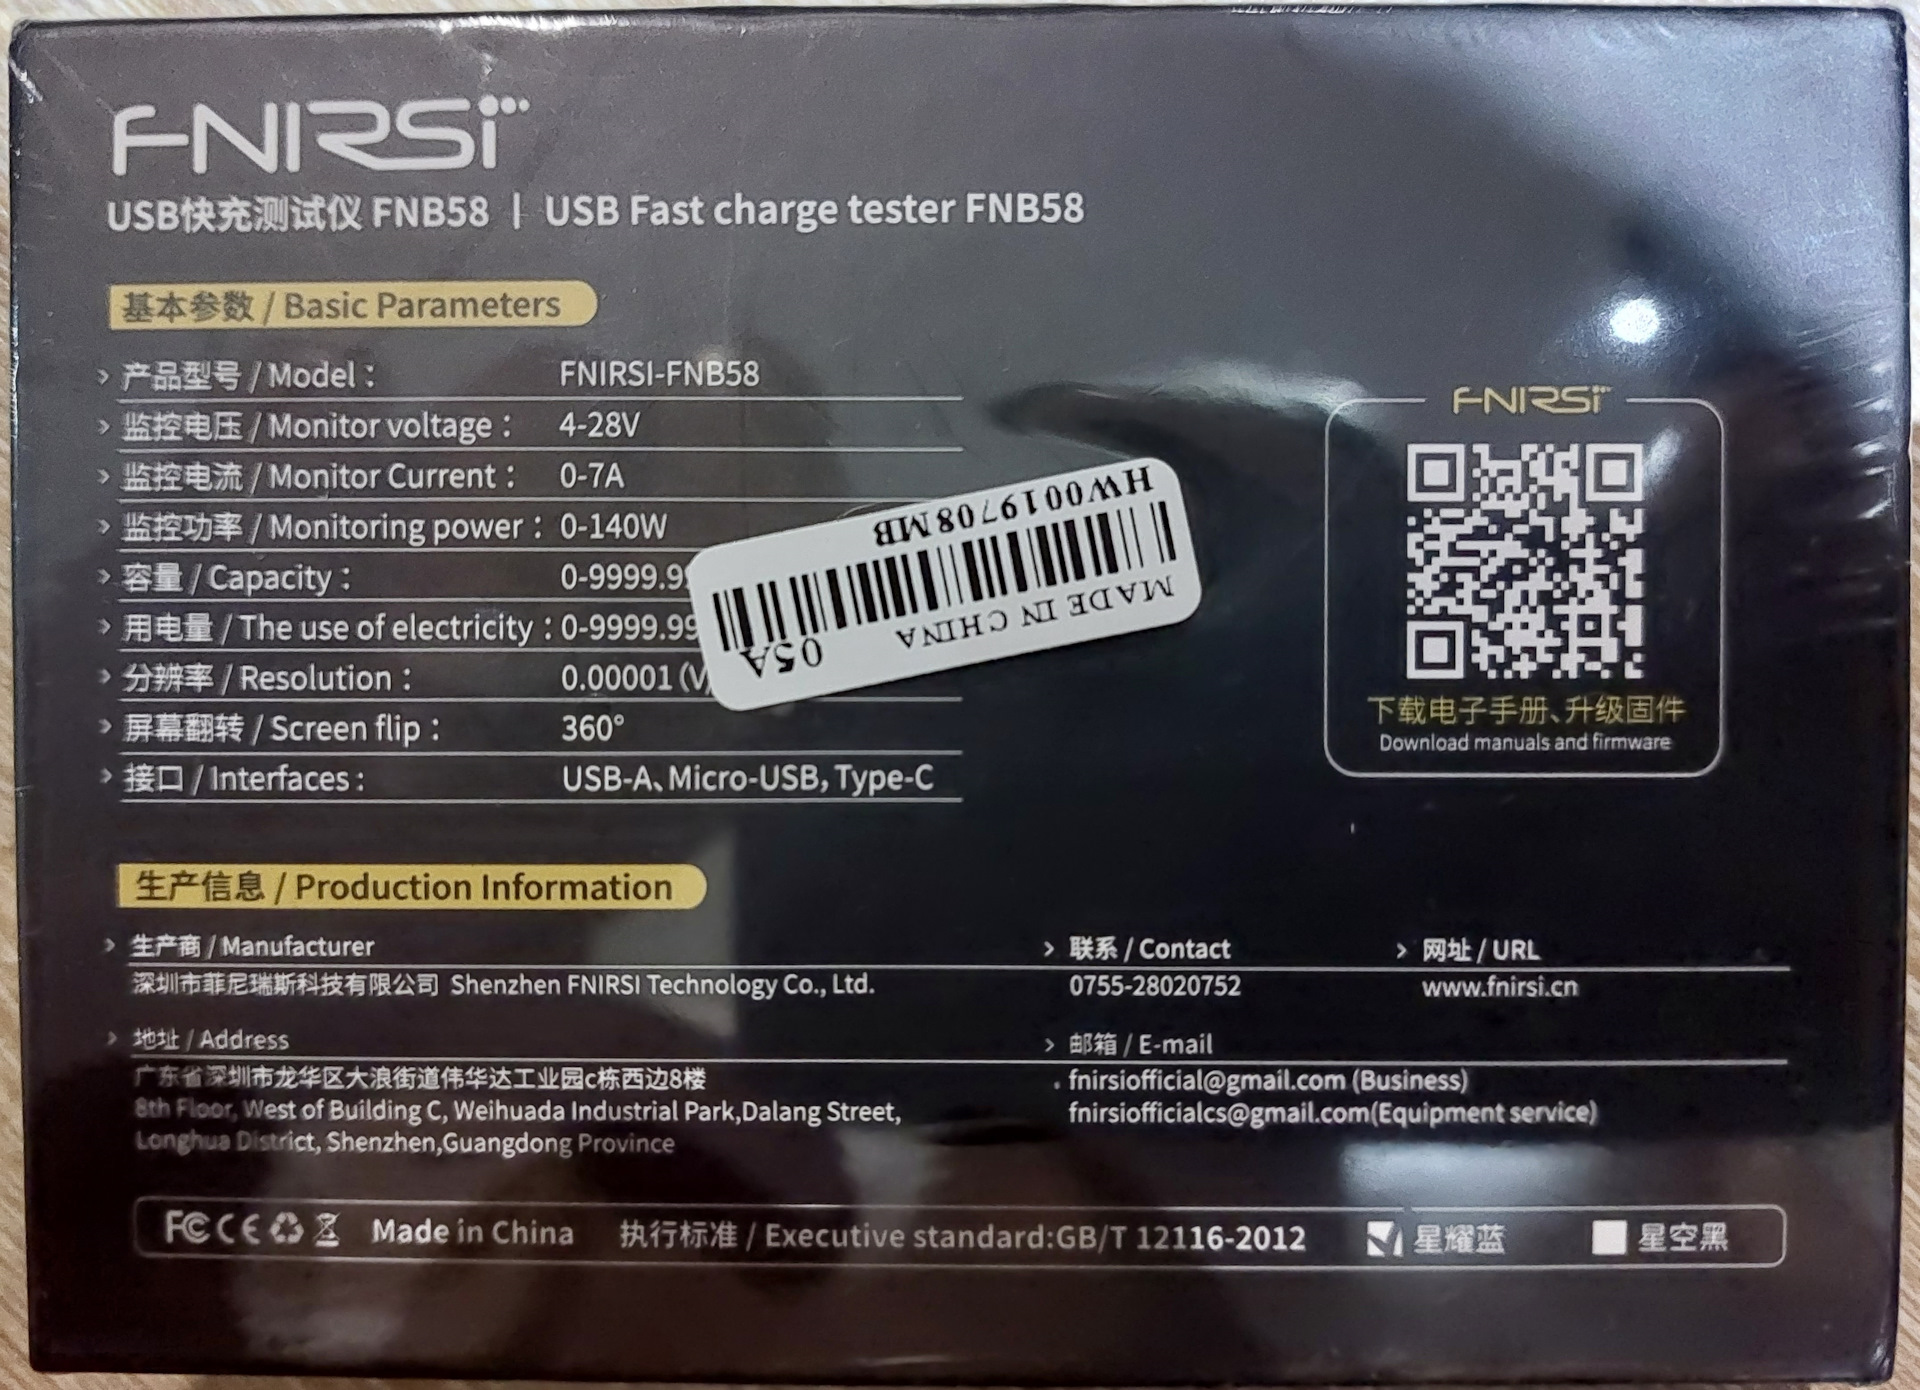 FNIRSI
USB快充测试仪 FNB58 | USB Fast charge tester FNB58
基本参数 / Basic Parameters
› 产品型号 / Model： FNIRSI-FNB58
› 监控电压 / Monitor voltage： 4-28V
› 监控电流 / Monitor Current： 0-7A
› 监控功率 / Monitoring power：0-140W
› 容量 / Capacity： 0-9999.9
› 用电量 / The use of electricity：0-9999.99
› 分辨率 / Resolution： 0.00001 (V
› 屏幕翻转 / Screen flip： 360°
› 接口 / Interfaces： USB-A、Micro-USB, Type-C
HW0019708MB
MADE IN CHINA
05A
FNIRSI
下载电子手册、升级固件
Download manuals and firmware
生产信息 / Production Information
› 生产商 / Manufacturer
深圳市菲尼瑞斯科技有限公司 Shenzhen FNIRSI Technology Co., Ltd.
› 联系 / Contact
0755-28020752
› 网址 / URL
www.fnirsi.cn
› 地址 / Address
广东省深圳市龙华区大浪街道伟华达工业园c栋西边8楼
8th Floor, West of Building C, Weihuada Industrial Park,Dalang Street,
Longhua District, Shenzhen,Guangdong Province
› 邮箱 / E-mail
fnirsiofficial@gmail.com (Business)
fnirsiofficialcs@gmail.com(Equipment service)
FC CE Made in China 执行标准 / Executive standard:GB/T 12116-2012 星耀蓝 星空黑